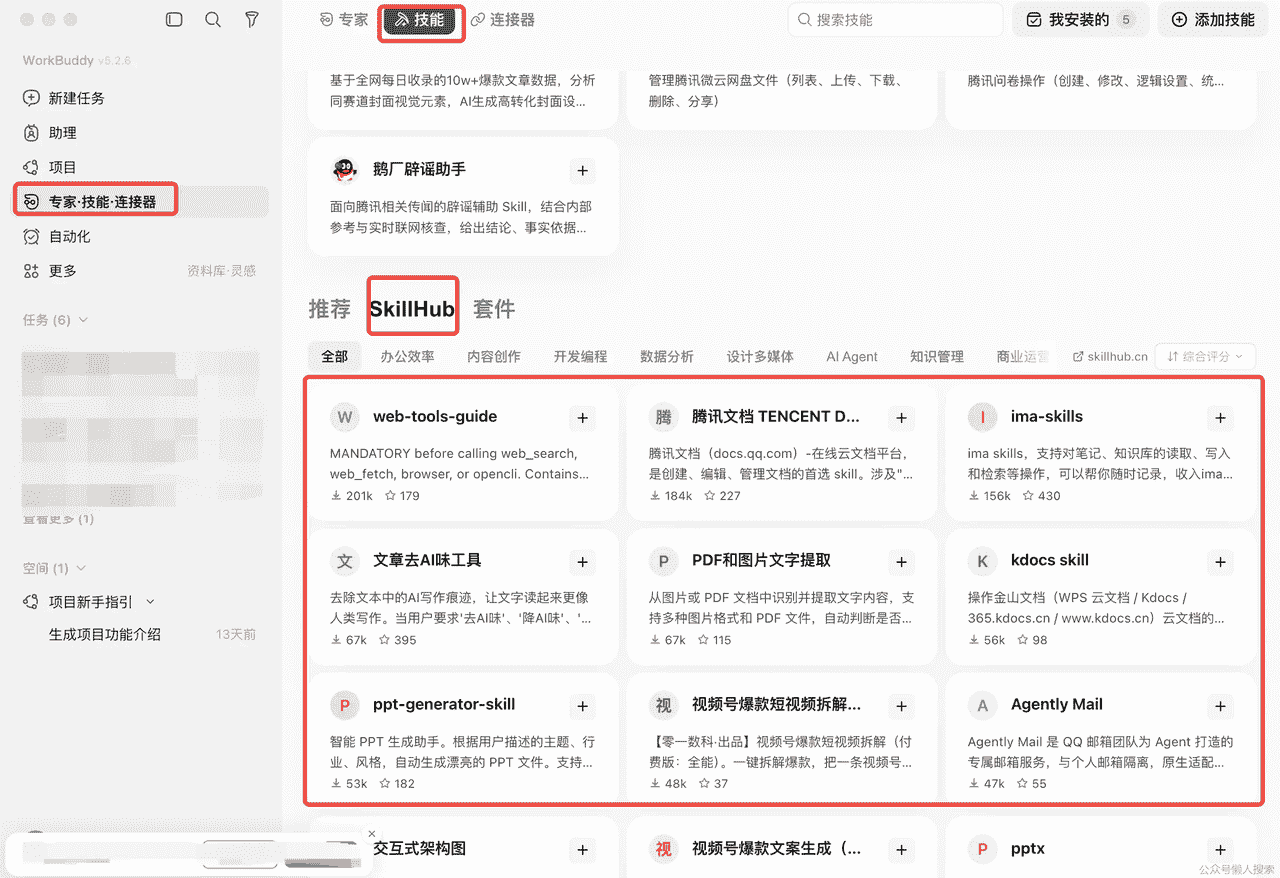 WorkBuddy v5.2.6
新建任务
助理
项目
专家·技能·连接器
自动化
更多
资料库·灵感
任务 (6)
查看更多 (1)
空间 (1)
项目新手指引
生成项目功能介绍
13天前
专家
技能
连接器
搜索技能
我安装的 5
添加技能
基于全网每日收录的10w+爆款文章数据，分析
同赛道封面视觉元素，AI生成高转化封面设...
管理腾讯微云网盘文件（列表、上传、下载、
删除、分享）
腾讯问卷操作（创建、修改、逻辑设置、统...
鹅厂辟谣助手
面向腾讯相关传闻的辟谣辅助 Skill，结合内部
参考与实时联网核查，给出结论、事实依据...
推荐 SkillHub 套件
全部 办公效率 内容创作 开发编程 数据分析 设计多媒体 AI Agent 知识管理 商业运营 skillhub.cn 综合评分
W web-tools-guide
MANDATORY before calling web_search,
web_fetch, browser, or opencli. Contains...
201k 179
腾 腾讯文档 TENCENT D...
腾讯文档（docs.qq.com）-在线云文档平台，
是创建、编辑、管理文档的首选 skill。涉及"...
184k 227
I ima-skills
ima skills，支持对笔记、知识库的读取、写入
和检索等操作，可以帮你随时记录，收入ima...
156k 430
文 文章去AI味工具
去除文本中的AI写作痕迹，让文字读起来更像
人类写作。当用户要求'去AI味'、'降AI味'、'...
67k 395
P PDF和图片文字提取
从图片或 PDF 文档中识别并提取文字内容，支
持多种图片格式和 PDF 文件，自动判断是否...
67k 115
K kdocs skill
操作金山文档（WPS 云文档 / Kdocs /
365.kdocs.cn / www.kdocs.cn）云文档的...
56k 98
P ppt-generator-skill
智能 PPT 生成助手。根据用户描述的主题、行
业、风格，自动生成漂亮的 PPT 文件。支持...
53k 182
视 视频号爆款短视频拆解...
【零一数科·出品】视频号爆款短视频拆解（付
费版：全能）。一键拆解爆款，把一条视频号...
48k 37
A Agently Mail
Agently Mail 是 QQ 邮箱团队为 Agent 打造的
专属邮箱服务，与个人邮箱隔离，原生适配...
47k 55
交互式架构图
视 视频号爆款文案生成（...
P pptx
公众号懒人搜索